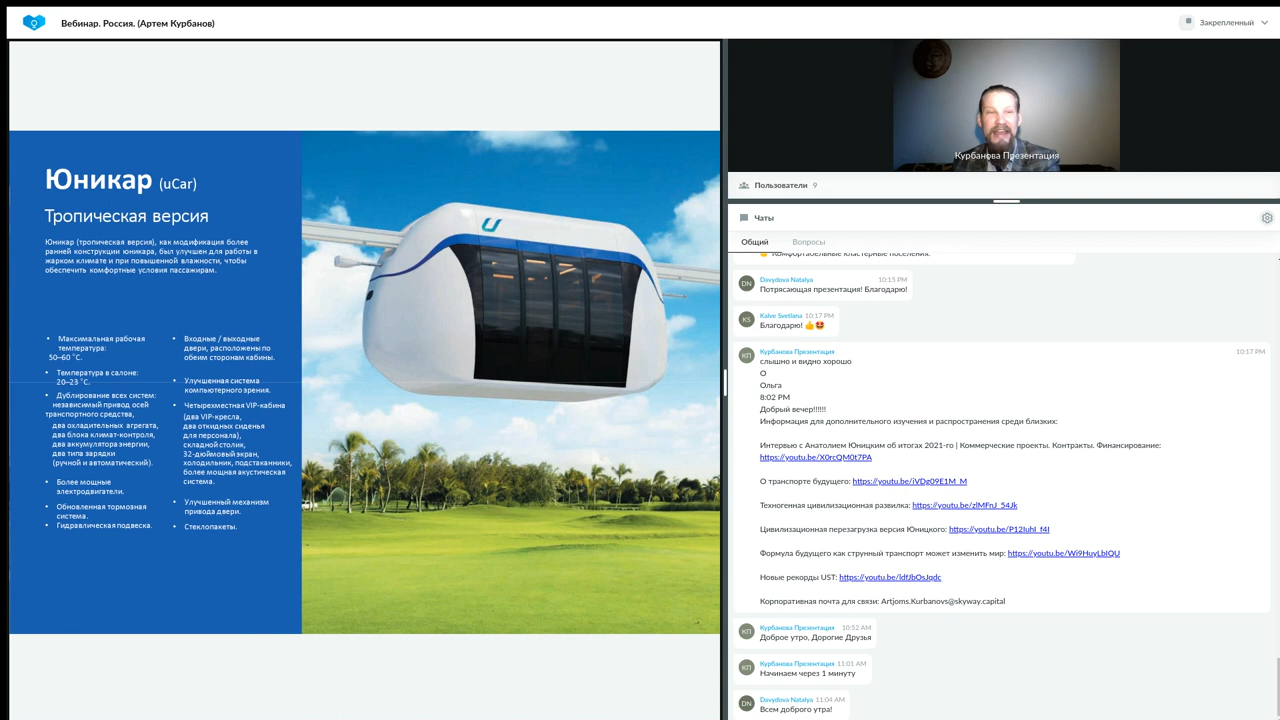 Вебинар. Россия. (Артем Курбанов)
Закрепленный
Юникар (uCar)
Тропическая версия
Юникар (тропическая версия), как модификация более
ранней конструкции юникара, был улучшен для работы в
жарком климате и при повышенной влажности, чтобы
обеспечить комфортные условия пассажирам.
• Максимальная рабочая
температура:
50–60 °C.
• Температура в салоне:
20–23 °C.
• Дублирование всех систем:
независимый привод осей
транспортного средства,
два охладительных агрегата,
два блока климат-контроля,
два аккумулятора энергии,
два типа зарядки
(ручной и автоматический).
• Более мощные
электродвигатели.
• Обновленная тормозная
система.
• Гидравлическая подвеска.
• Входные / выходные
двери, расположены по
обеим сторонам кабины.
• Улучшенная система
компьютерного зрения.
• Четырехместная VIP-кабина
(два VIP-кресла,
два откидных сиденья
для персонала),
складной столик,
32-дюймовый экран,
холодильник, подстаканники,
более мощная акустическая
система.
• Улучшенный механизм
привода двери.
• Стеклопакеты.
Курбанова Презентация
Пользователи 9
Чаты
Общий Вопросы
Комфортабельные кластерные поселения.
DN Davydova Natalya 10:15 PM
Потрясающая презентация! Благодарю!
KS Kalve Svetlana 10:17 PM
Благодарю! 👍🤩
КП Курбанова Презентация 10:17 PM
слышно и видно хорошо
О
Ольга
8:02 PM
Добрый вечер!!!!!!
Информация для дополнительного изучения и распространения среди близких:
Интервью с Анатолием Юницким об итогах 2021-го | Коммерческие проекты. Контракты. Финансирование:
https://youtu.be/X0rcQM0t7PA
О транспорте будущего: https://youtu.be/iVDg09E1M_M
Техногенная цивилизационная развилка: https://youtu.be/zlMFnJ_54Jk
Цивилизационная перезагрузка версия Юницкого: https://youtu.be/P12IuhI_f4I
Формула будущего как струнный транспорт может изменить мир: https://youtu.be/Wi9HuyLbIQU
Новые рекорды UST: https://youtu.be/ldfJbOsJqdc
Корпоративная почта для связи: Artjoms.Kurbanovs@skyway.capital
КП Курбанова Презентация 10:52 AM
Доброе утро, Дорогие Друзья
КП Курбанова Презентация 11:01 AM
Начинаем через 1 минуту
DN Davydova Natalya 11:04 AM
Всем доброго утра!